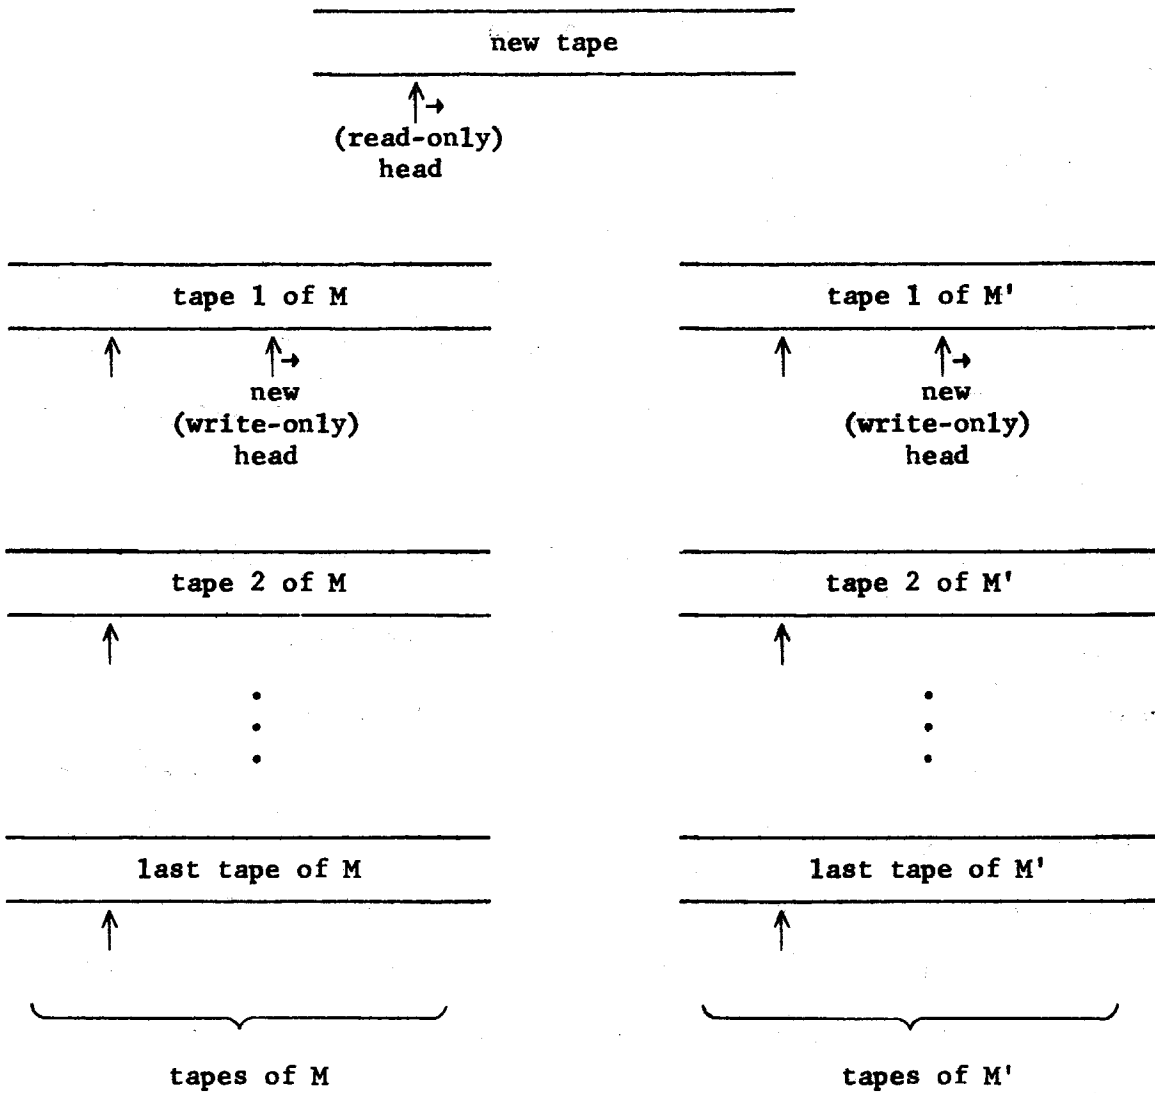 new tape
(read-only)
head
tape 1 of M
tape 1 of M'
new
(write-only)
head
new
(write-only)
head
tape 2 of M
tape 2 of M'
last tape of M
last tape of M'
tapes of M
tapes of M'